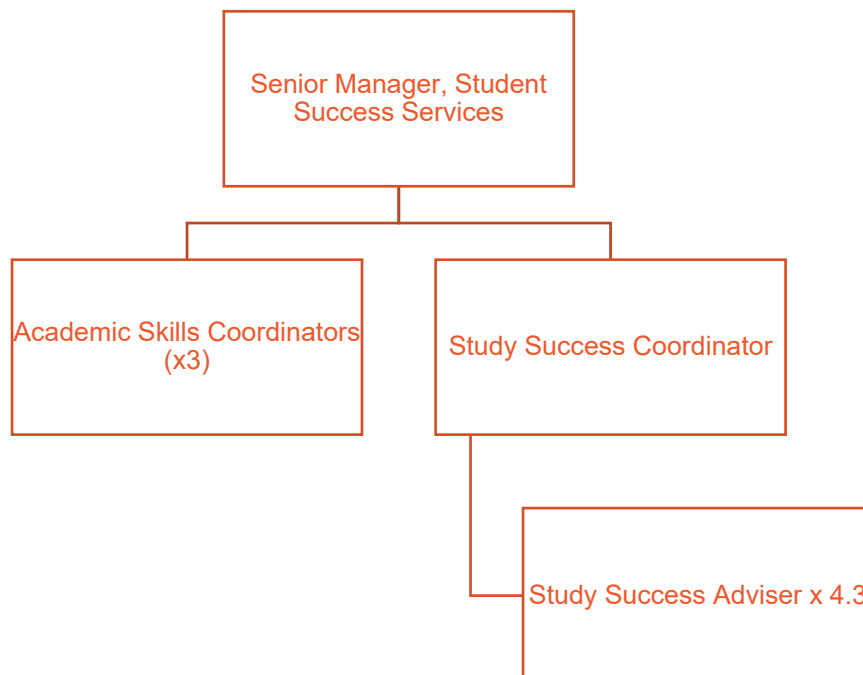 Senior Manager, Student
Success Services
Academic Skills Coordinators
(x3)
Study Success Coordinator
Study Success Adviser x 4.3